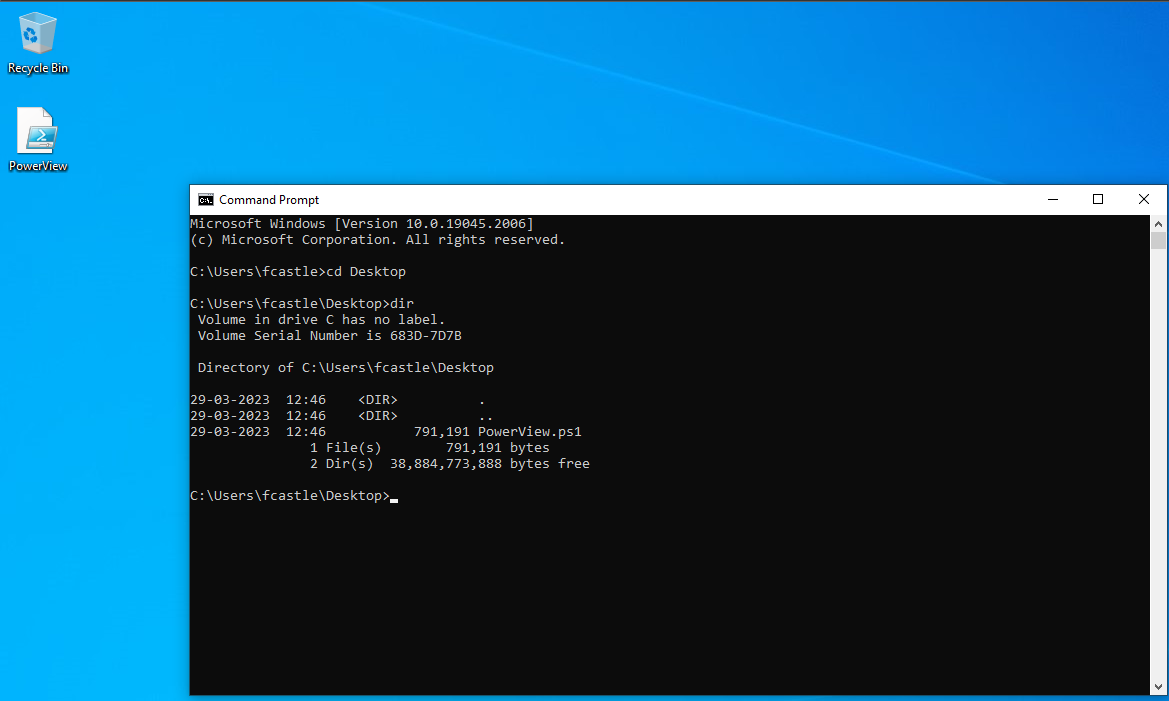 Recycle Bin
PowerView
Command Prompt
Microsoft Windows [Version 10.0.19045.2006]
(c) Microsoft Corporation. All rights reserved.
C:\Users\fcastle>cd Desktop
C:\Users\fcastle\Desktop>dir
Volume in drive C has no label.
Volume Serial Number is 683D-7D7B
Directory of C:\Users\fcastle\Desktop
29-03-2023  12:46    <DIR>          .
29-03-2023  12:46    <DIR>          ..
29-03-2023  12:46           791,191 PowerView.ps1
1 File(s)        791,191 bytes
2 Dir(s)  38,884,773,888 bytes free
C:\Users\fcastle\Desktop>